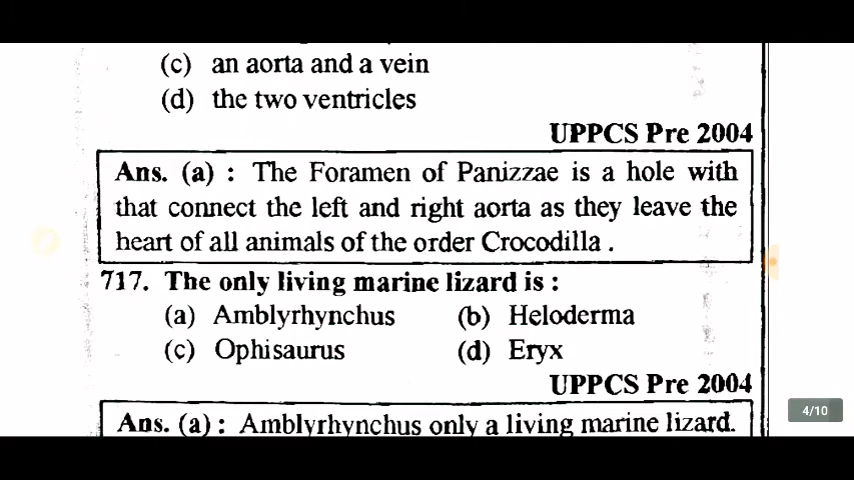 (c) an aorta and a vein
(d) the two ventricles
UPPCS Pre 2004
Ans. (a) : The Foramen of Panizzae is a hole with
that connect the left and right aorta as they leave the
heart of all animals of the order Crocodilla .
717. The only living marine lizard is :
(a) Amblyrhynchus (b) Heloderma
(c) Ophisaurus (d) Eryx
UPPCS Pre 2004
4/10
Ans. (a) : Amblyrhynchus only a living marine lizard.